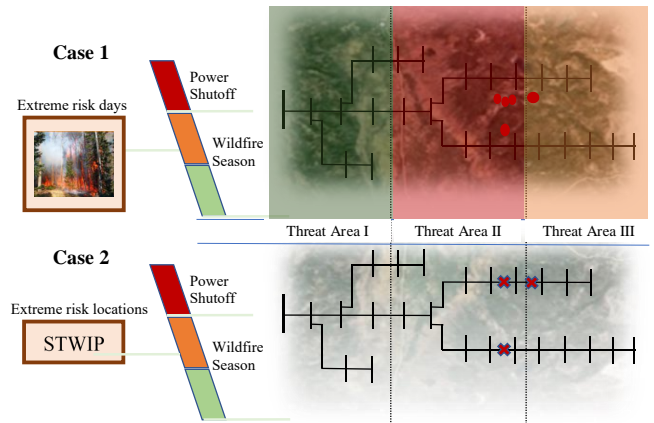 Case 1
Power
Shutoff
Extreme risk days
Wildfire
Season
Threat Area I
Threat Area II
Threat Area III
Case 2
Power
Shutoff
Extreme risk locations
STWIP
Wildfire
Season